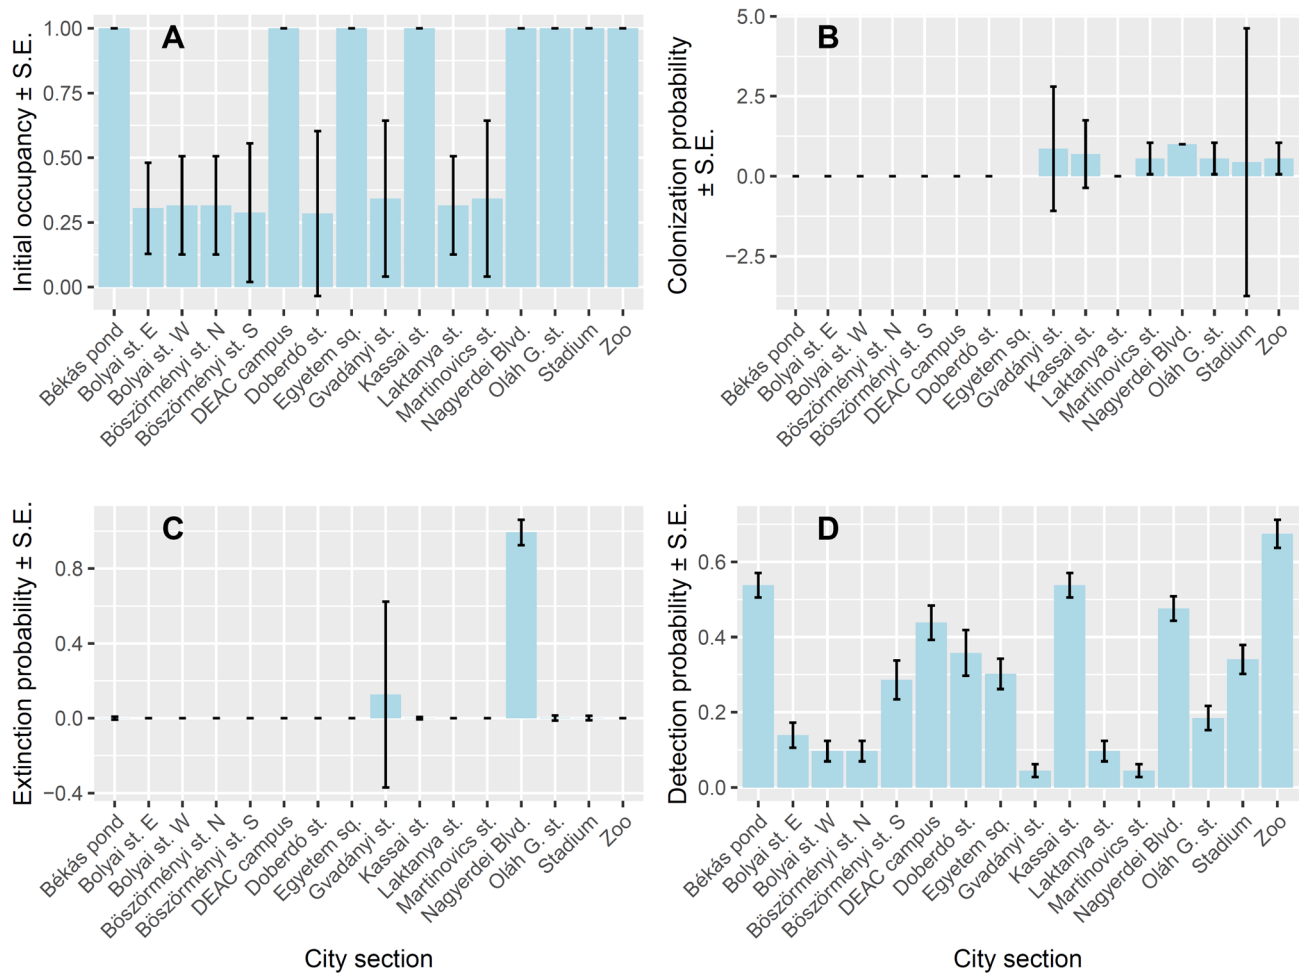 A
Initial occupancy ± S.E.
1.00
0.75
0.50
0.25
0.00
Békás pond
Bolyai st. E
Bolyai st. W
Böszörményi st. N
Böszörményi st. S
DEAC campus
Doberdó st.
Egyetem sq.
Gvadányi st.
Kassai st.
Laktanya st.
Martinovics st.
Nagyerdei Blvd.
Oláh G. st.
Stadium
Zoo
B
Colonization probability
± S.E.
5.0
2.5
0.0
−2.5
Békás pond
Bolyai st. E
Bolyai st. W
Böszörményi st. N
Böszörményi st. S
DEAC campus
Doberdó st.
Egyetem sq.
Gvadányi st.
Kassai st.
Laktanya st.
Martinovics st.
Nagyerdei Blvd.
Oláh G. st.
Stadium
Zoo
C
Extinction probability ± S.E.
0.8
0.4
0.0
−0.4
Békás pond
Bolyai st. E
Bolyai st. W
Böszörményi st. N
Böszörményi st. S
DEAC campus
Doberdó st.
Egyetem sq.
Gvadányi st.
Kassai st.
Laktanya st.
Martinovics st.
Nagyerdei Blvd.
Oláh G. st.
Stadium
Zoo
City section
D
Detection probability ± S.E.
0.6
0.4
0.2
0.0
Békás pond
Bolyai st. E
Bolyai st. W
Böszörményi st. N
Böszörményi st. S
DEAC campus
Doberdó st.
Egyetem sq.
Gvadányi st.
Kassai st.
Laktanya st.
Martinovics st.
Nagyerdei Blvd.
Oláh G. st.
Stadium
Zoo
City section